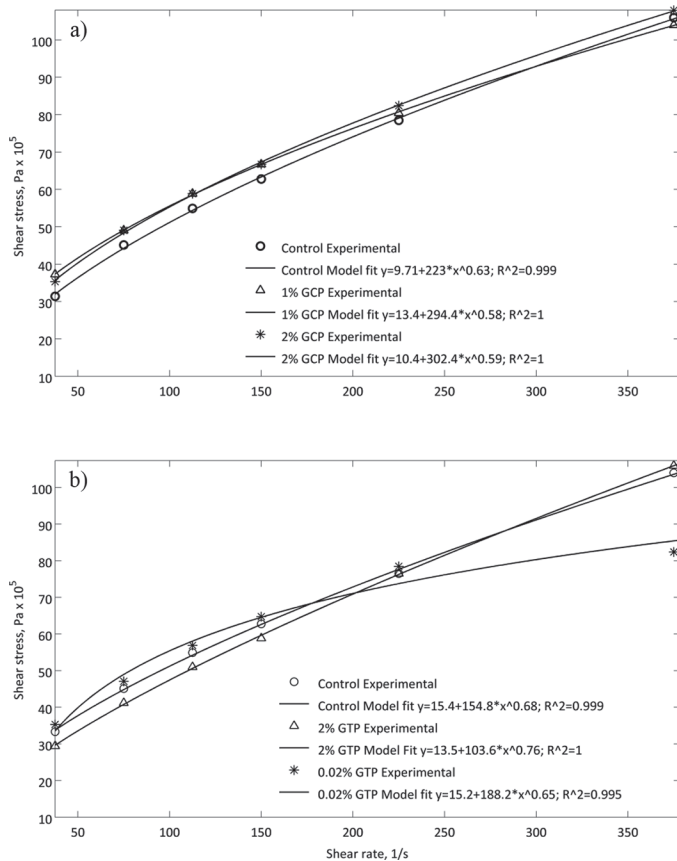 a)
100
90
80
70
60
50
40
30
20
10
Shear stress, Pa x 10^5
Control Experimental
Control Model fit y=9.71+223*x^0.63; R^2=0.999
1% GCP Experimental
1% GCP Model fit y=13.4+294.4*x^0.58; R^2=1
2% GCP Experimental
2% GCP Model fit y=10.4+302.4*x^0.59; R^2=1
50 100 150 200 250 300 350
b)
100
90
80
70
60
50
40
30
20
10
Shear stress, Pa x 10^5
Control Experimental
Control Model fit y=15.4+154.8*x^0.68; R^2=0.999
2% GTP Experimental
2% GTP Model Fit y=13.5+103.6*x^0.76; R^2=1
0.02% GTP Experimental
0.02% GTP Model fit y=15.2+188.2*x^0.65; R^2=0.995
50 100 150 200 250 300 350
Shear rate, 1/s